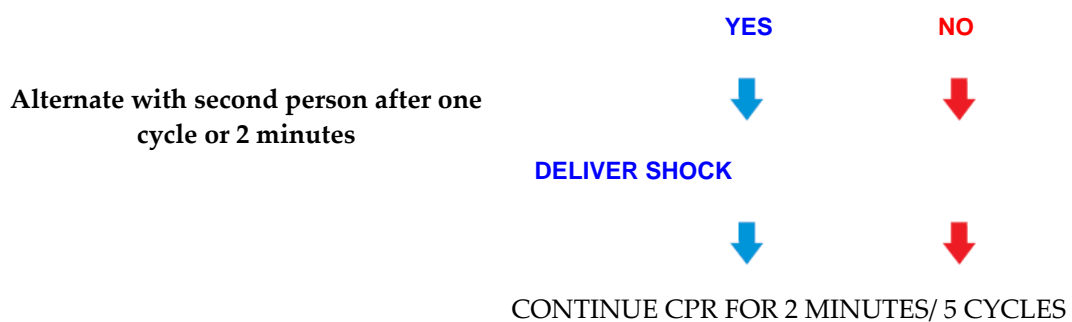 YES NO
Alternate with second person after one
cycle or 2 minutes
DELIVER SHOCK
CONTINUE CPR FOR 2 MINUTES/ 5 CYCLES